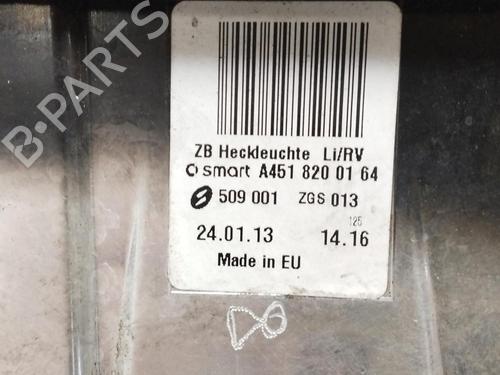 B-PARTS
ZB Heckleuchte Li/RV
smart A451 820 01 64
509 001 ZGS 013
125
24.01.13 14.16
Made in EU